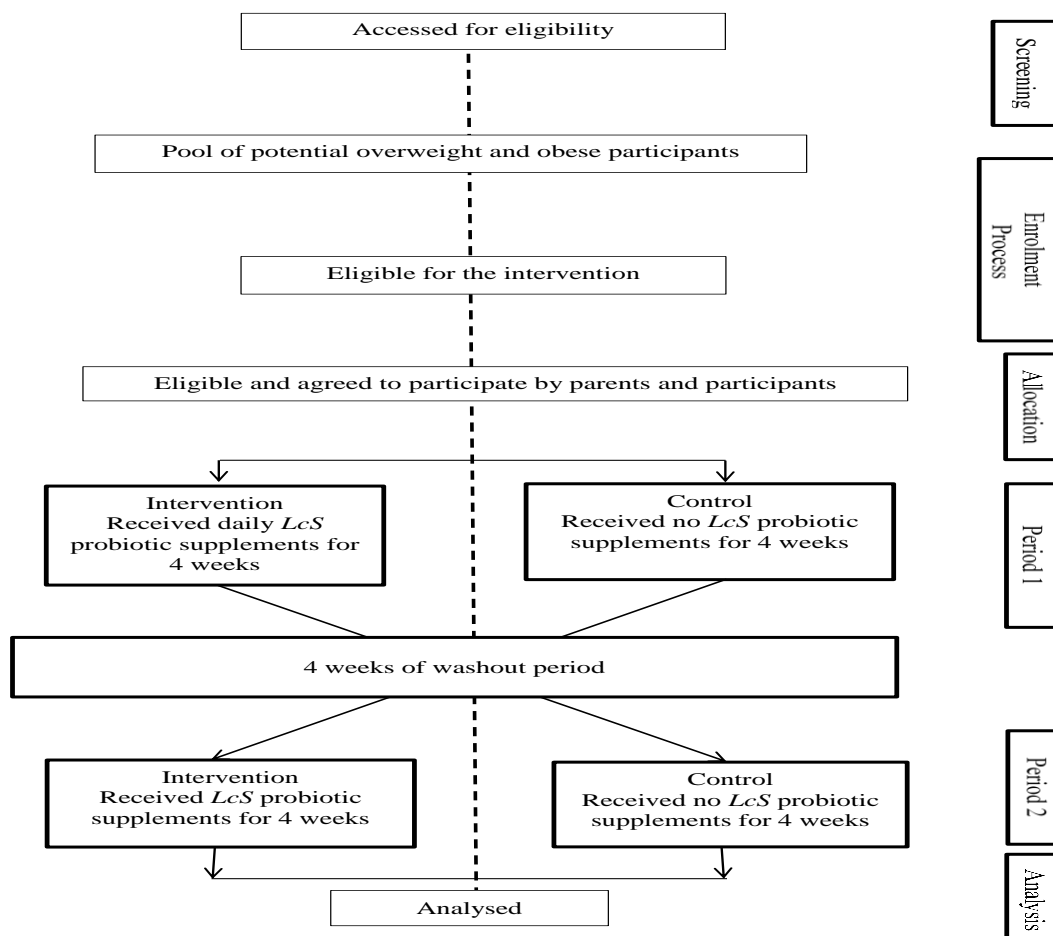 Accessed for eligibility
Screening
Pool of potential overweight and obese participants
Enrolment
Process
Eligible for the intervention
Eligible and agreed to participate by parents and participants
Allocation
Intervention
Received daily LcS
probiotic supplements for
4 weeks
Control
Received no LcS probiotic
supplements for 4 weeks
Period 1
4 weeks of washout period
Intervention
Received LcS probiotic
supplements for 4 weeks
Control
Received no LcS probiotic
supplements for 4 weeks
Period 2
Analysed
Analysis